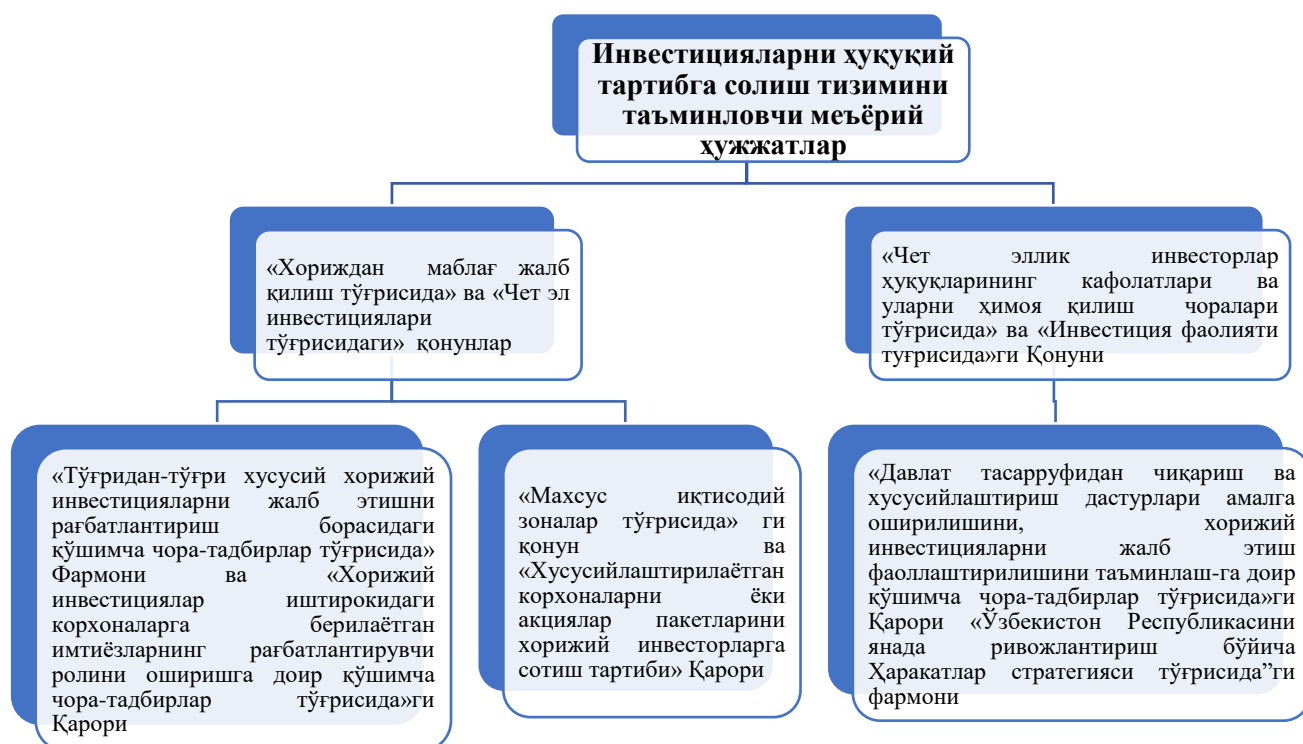 Инвестицияларни ҳуқуқий
тартибга солиш тизимини
таъминловчи меъёрий
ҳужжатлар
«Хориждан маблағ жалб
қилиш тўғрисида» ва «Чет эл
инвестициялари
тўғрисидаги» қонунлар
«Чет эллик инвесторлар
ҳуқуқларининг кафолатлари ва
уларни ҳимоя қилиш чоралари
тўғрисида» ва «Инвестиция фаолияти
туғрисида»ги Қонуни
«Тўғридан-тўғри хусусий хорижий
инвестицияларни жалб этишни
рағбатлантириш борасидаги
қўшимча чора-тадбирлар тўғрисида»
Фармони ва «Хорижий
инвестициялар иштирокидаги
корхоналарга берилаётган
имтиёзларнинг рағбатлантирувчи
ролини оширишга доир қўшимча
чора-тадбирлар тўғрисида»ги
Қарори
«Махсус иқтисодий
зоналар тўғрисида» ги
қонун ва
«Хусусийлаштирилаётган
корхоналарни ёки
акциялар пакетларини
хорижий инвесторларга
сотиш тартиби» Қарори
«Давлат тасарруфидан чиқариш ва
хусусийлаштириш дастурлари амалга
оширилишини, хорижий
инвестицияларни жалб этиш
фаоллаштирилишини таъминлаш-га доир
қўшимча чора-тадбирлар тўғрисида»ги
Қарори «Ўзбекистон Республикасини
янада ривожлантириш бўйича
Ҳаракатлар стратегияси тўғрисида”ги
фармони